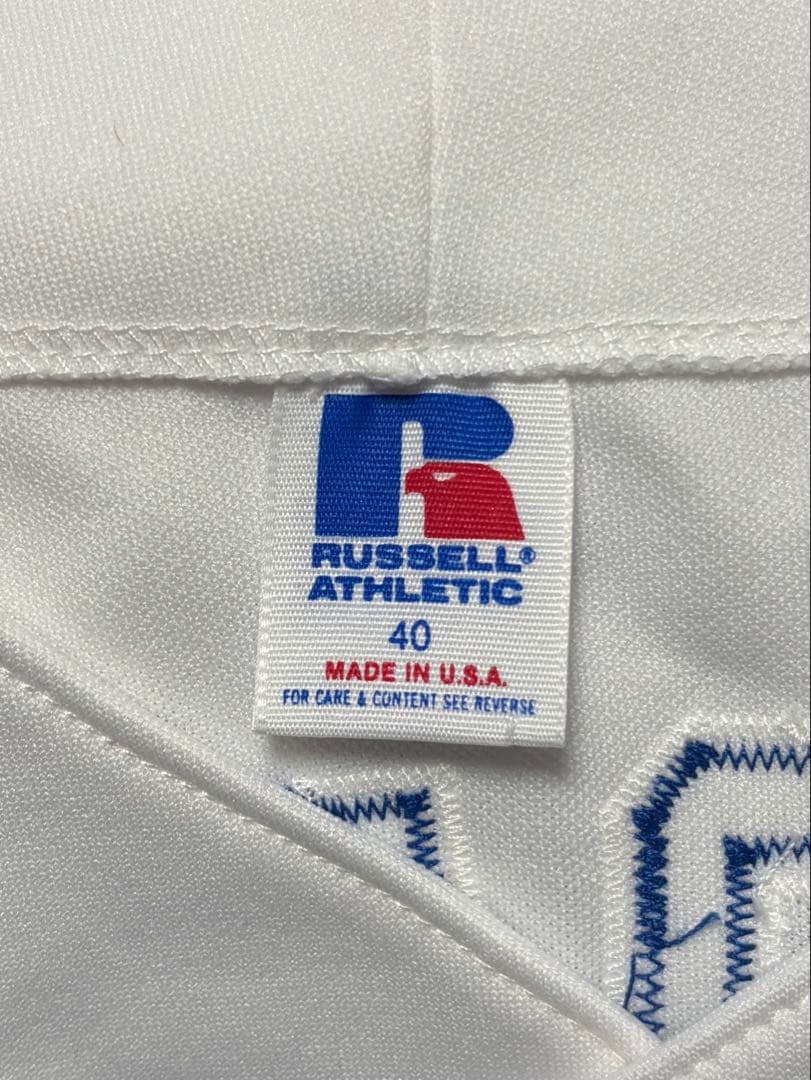 RUSSELL®
ATHLETIC
40
MADE IN U.S.A.
FOR CARE & CONTENT SEE REVERSE